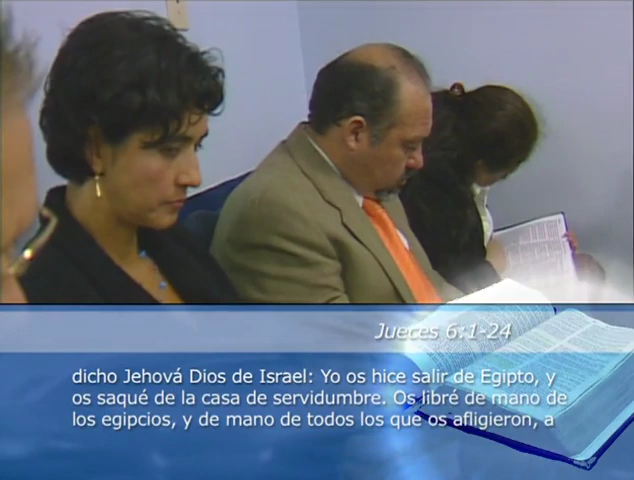 Jueces 6:1-24
dicho Jehová Dios de Israel: Yo os hice salir de Egipto, y
os saqué de la casa de servidumbre. Os libré de mano de
los egipcios, y de mano de todos los que os afligieron, a